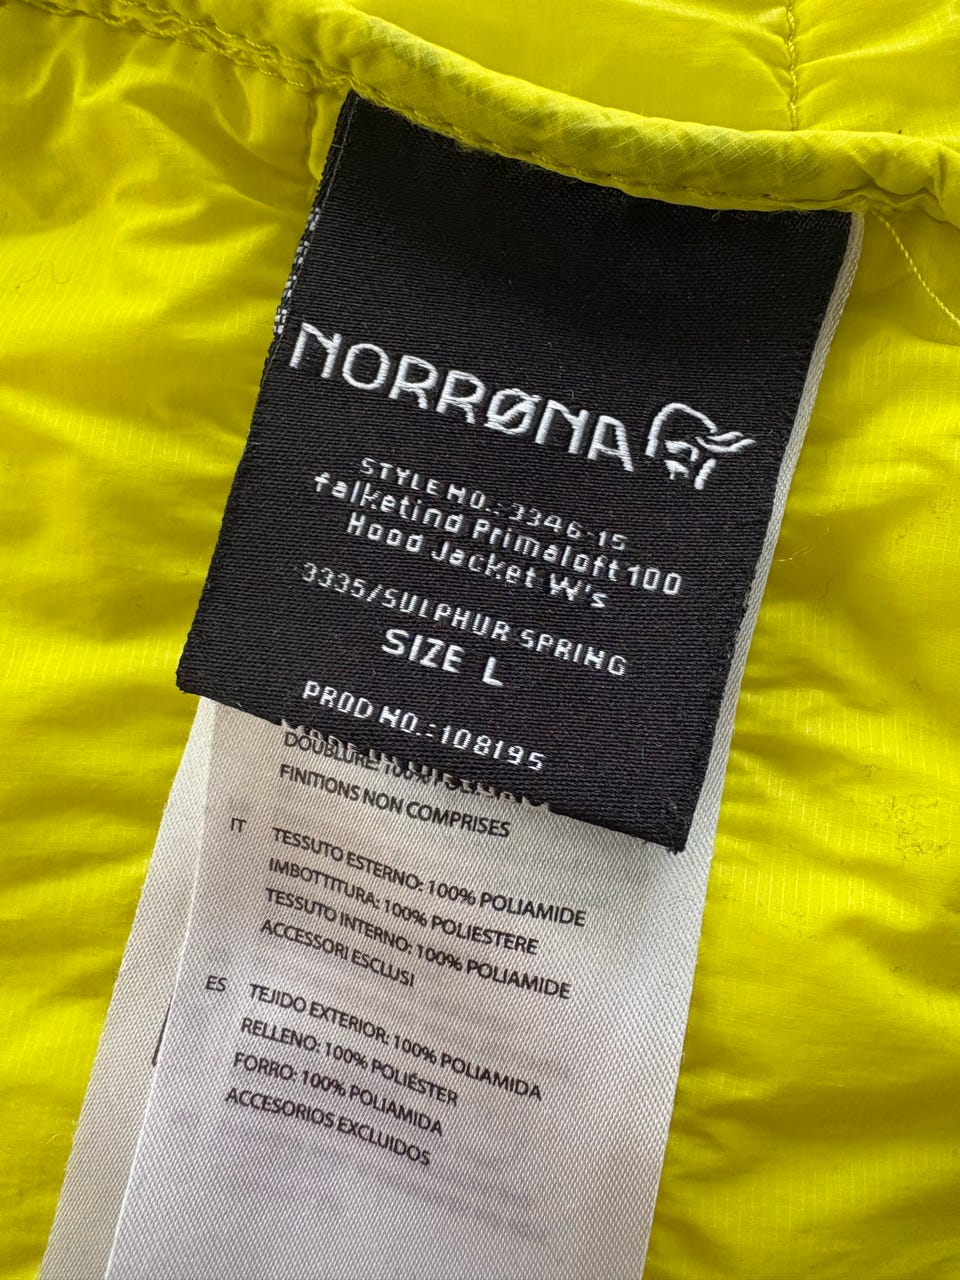 NORRØNA
STYLE NO.:3346-15
falketind Primaloft100
Hood Jacket W's
3335/SULPHUR SPRING
SIZE L
PROD NO.:108195
DOUBLURE: 100%
FINITIONS NON COMPRISES
IT
TESSUTO ESTERNO: 100% POLIAMIDE
IMBOTTITURA: 100% POLIESTERE
TESSUTO INTERNO: 100% POLIAMIDE
ACCESSORI ESCLUSI
ES
TEJIDO EXTERIOR: 100% POLIAMIDA
RELLENO: 100% POLIÉSTER
FORRO: 100% POLIAMIDA
ACCESORIOS EXCLUIDOS